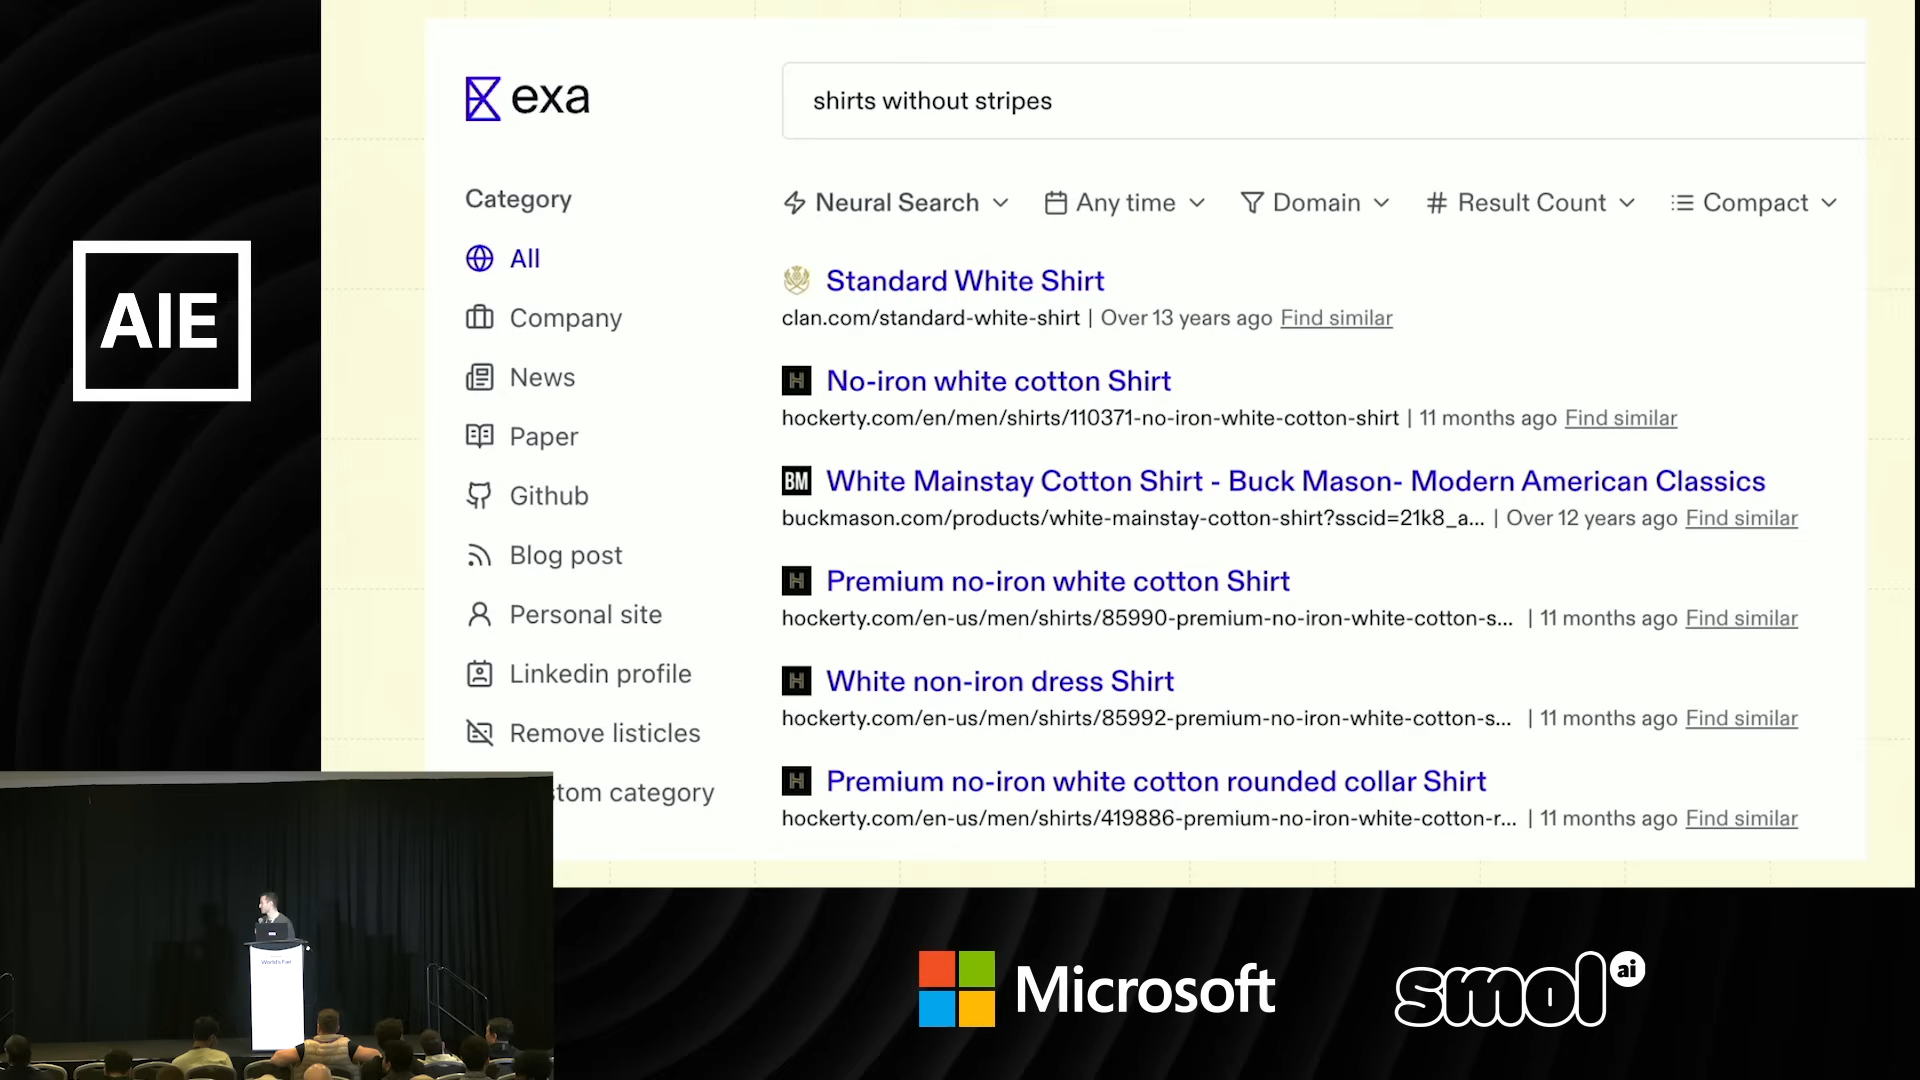 AIE
exa
shirts without stripes
Category
All
Company
News
Paper
Github
Blog post
Personal site
Linkedin profile
Remove listicles
stom category
Neural Search
Any time
Domain
# Result Count
Compact
Standard White Shirt
clan.com/standard-white-shirt | Over 13 years ago Find similar
H No-iron white cotton Shirt
hockerty.com/en/men/shirts/110371-no-iron-white-cotton-shirt | 11 months ago Find similar
BM White Mainstay Cotton Shirt - Buck Mason- Modern American Classics
buckmason.com/products/white-mainstay-cotton-shirt?sscid=21k8_a... | Over 12 years ago Find similar
H Premium no-iron white cotton Shirt
hockerty.com/en-us/men/shirts/85990-premium-no-iron-white-cotton-s... | 11 months ago Find similar
H White non-iron dress Shirt
hockerty.com/en-us/men/shirts/85992-premium-no-iron-white-cotton-s... | 11 months ago Find similar
H Premium no-iron white cotton rounded collar Shirt
hockerty.com/en-us/men/shirts/419886-premium-no-iron-white-cotton-r... | 11 months ago Find similar
World's Fair
Microsoft
smol ai